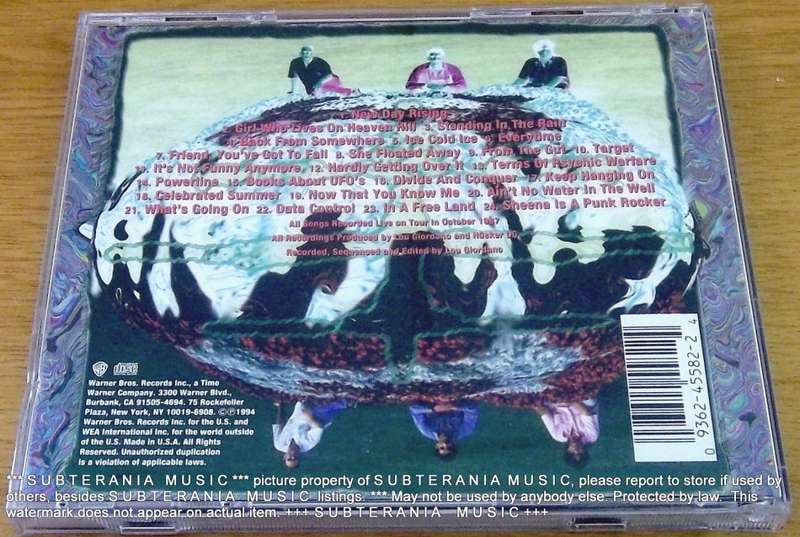 1. New Day Rising
2. Girl Who Lives On Heaven Hill 3. Standing In The Rain
4. Back From Somewhere 5. Ice Cold Ice 6. Everytime
7. Friend, You've Got To Fall 8. She Floated Away 9. From The Gut 10. Target
11. It's Not Funny Anymore 12. Hardly Getting Over It 13. Terms Of Psychic Warfare
14. Powerline 15. Books About UFO's 16. Divide And Conquer 17. Keep Hanging On
18. Celebrated Summer 19. Now That You Know Me 20. Ain't No Water In The Well
21. What's Going On 22. Data Control 23. In A Free Land 24. Sheena Is A Punk Rocker
All Songs Recorded Live on Tour in October 1987
All Recordings Produced by Lou Giordano and Hüsker Dü
Recorded, Sequenced and Edited by Lou Giordano
WB COMPACT disc DIGITAL AUDIO
Warner Bros. Records Inc., a Time
Warner Company. 3300 Warner Blvd.,
Burbank, CA 91505-4694. 75 Rockefeller
Plaza, New York, NY 10019-6908. ©℗1994
Warner Bros. Records Inc. for the U.S. and
WEA International Inc. for the world outside
of the U.S. Made in U.S.A. All Rights
Reserved. Unauthorized duplication
is a violation of applicable laws.
0 9362-45582-2 4
*** S U B T E R A N I A M U S I C *** picture property of S U B T E R A N I A M U S I C, please report to store if used by
others, besides S U B T E R A N I A M U S I C listings. *** May not be used by anybody else. Protected by law. This
watermark does not appear on actual item. +++ S U B T E R A N I A M U S I C +++